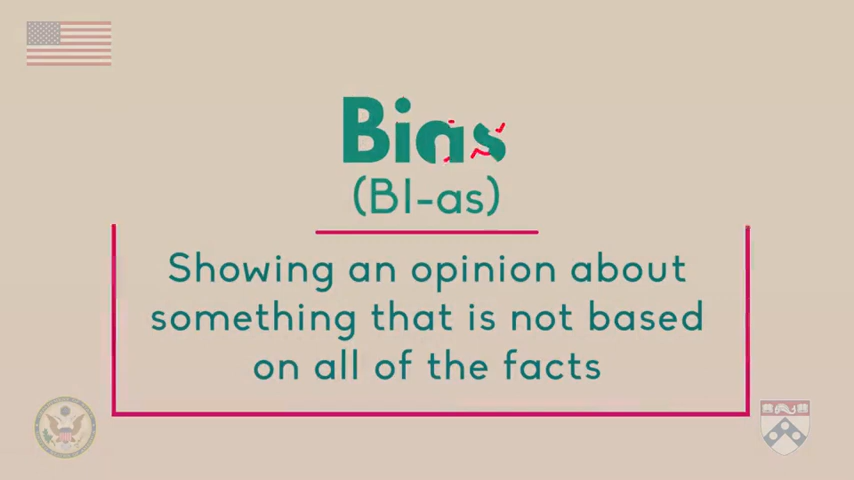 Bias
(BI-as)
Showing an opinion about
something that is not based
on all of the facts